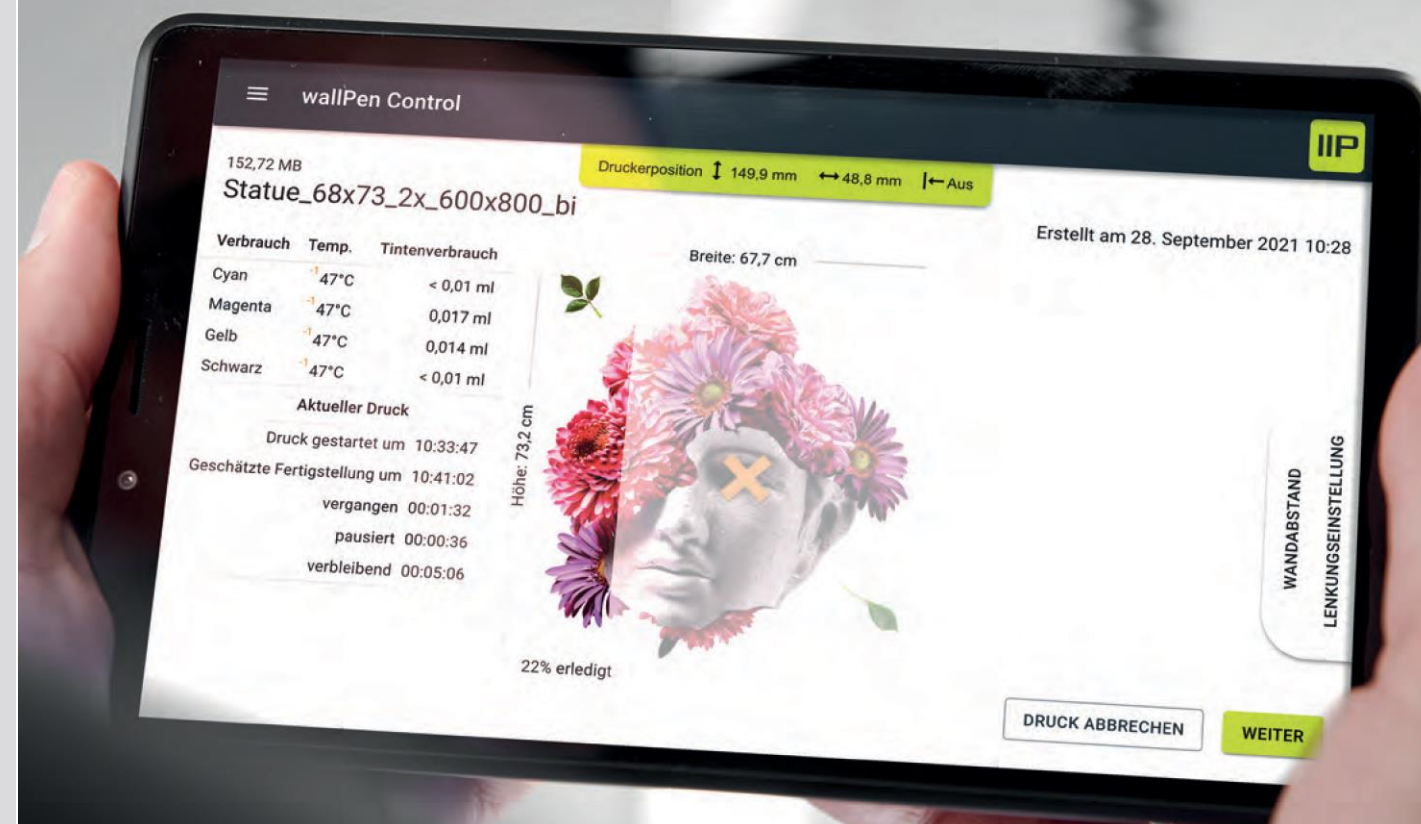 wallPen Control
IIP
152,72 MB
Statue_68x73_2x_600x800_bi
Druckerposition ↕ 149,9 mm ↔ 48,8 mm |← Aus
Erstellt am 28. September 2021 10:28
Verbrauch Temp. Tintenverbrauch
Cyan -1 47°C < 0,01 ml
Magenta -1 47°C 0,017 ml
Gelb -1 47°C 0,014 ml
Schwarz -1 47°C < 0,01 ml
Aktueller Druck
Druck gestartet um 10:33:47
Geschätzte Fertigstellung um 10:41:02
vergangen 00:01:32
pausiert 00:00:36
verbleibend 00:05:06
Breite: 67,7 cm
Höhe: 73,2 cm
22% erledigt
WANDABSTAND
LENKUNGSEINSTELLUNG
DRUCK ABBRECHEN
WEITER